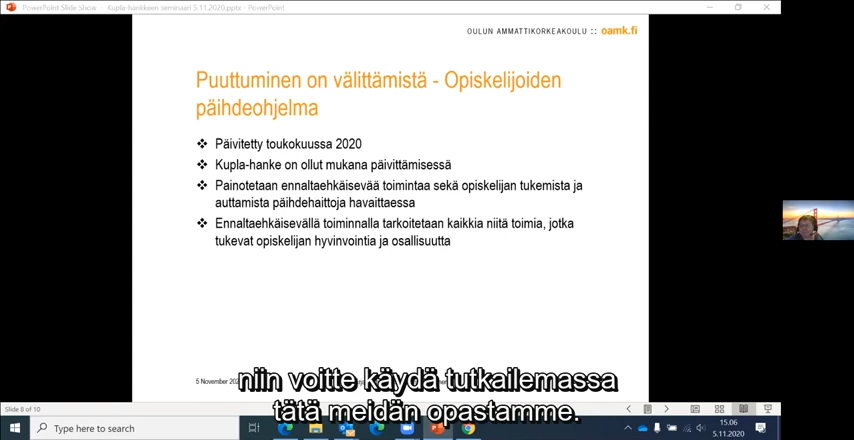 PowerPoint Slide Show - Kupla-hankkeen seminaari 5.11.2020.pptx - PowerPoint
OULUN AMMATTIKORKEAKOULU :: oamk.fi
Puuttuminen on välittämistä - Opiskelijoiden
päihdeohjelma
❖ Päivitetty toukokuussa 2020
❖ Kupla-hanke on ollut mukana päivittämisessä
❖ Painotetaan ennaltaehkäisevää toimintaa sekä opiskelijan tukemista ja
auttamista päihdehaittoja havaittaessa
❖ Ennaltaehkäisevällä toiminnalla tarkoitetaan kaikkia niitä toimia, jotka
tukevat opiskelijan hyvinvointia ja osallisuutta
5 November
niin voitte käydä tutkailemassa
tätä meidän opastamme.
Slide 8 of 10
Type here to search
15.06
5.11.2020